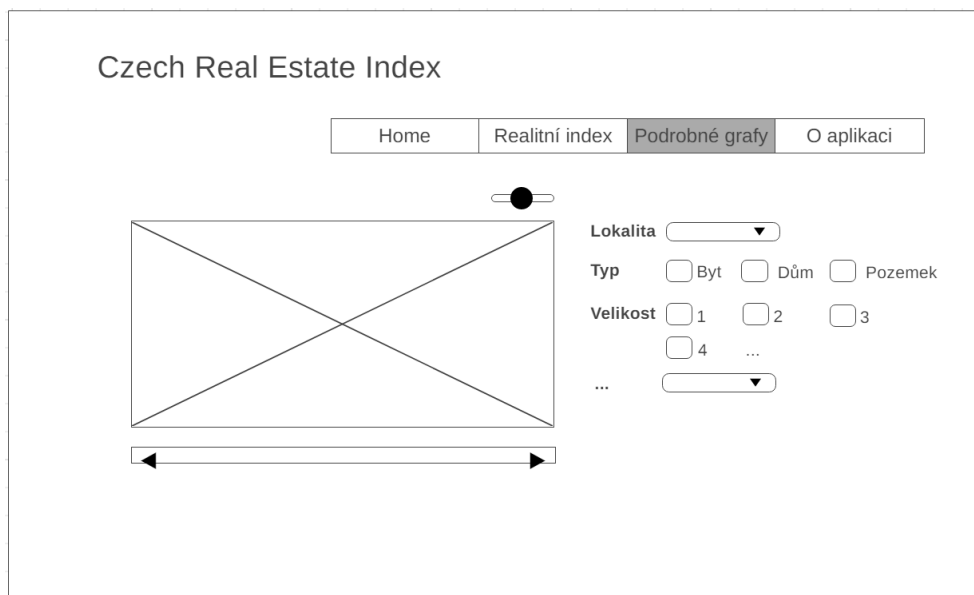 Czech Real Estate Index
Home Realitní index Podrobné grafy O aplikaci
Lokalita
Typ Byt Dům Pozemek
Velikost 1 2 3
4 ...
...